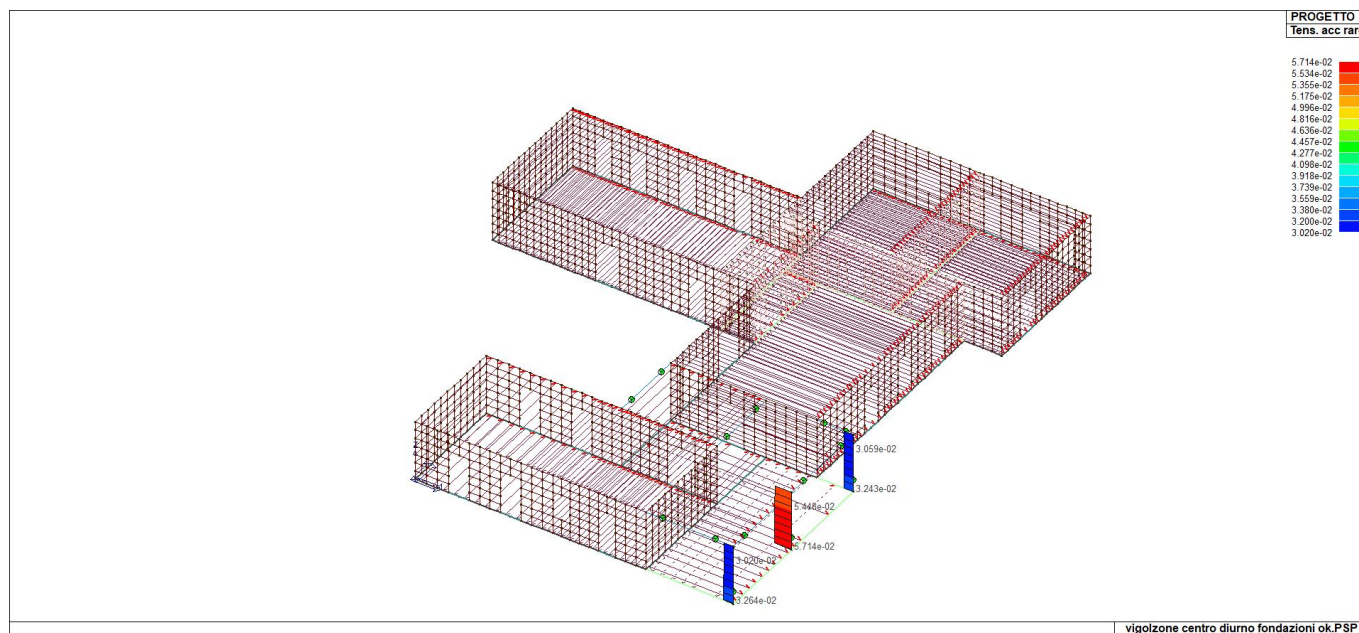 PROGETTO
Tens. acc rar
5.714e-02
5.534e-02
5.355e-02
5.175e-02
4.996e-02
4.816e-02
4.636e-02
4.457e-02
4.277e-02
4.098e-02
3.918e-02
3.739e-02
3.559e-02
3.380e-02
3.200e-02
3.020e-02
3.059e-02
3.243e-02
5.448e-02
5.714e-02
3.020e-02
3.264e-02
vigolzone centro diurno fondazioni ok.PSP